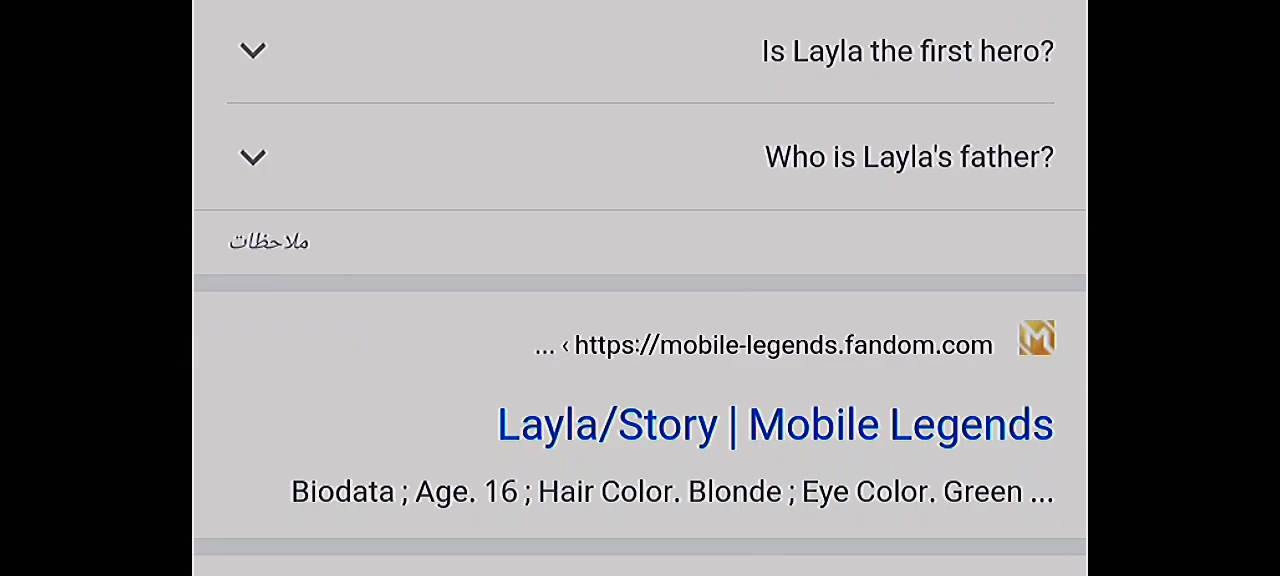 Is Layla the first hero?
Who is Layla's father?
ملاحظات
... ‹ https://mobile-legends.fandom.com
Layla/Story | Mobile Legends
Biodata ; Age. 16 ; Hair Color. Blonde ; Eye Color. Green ...